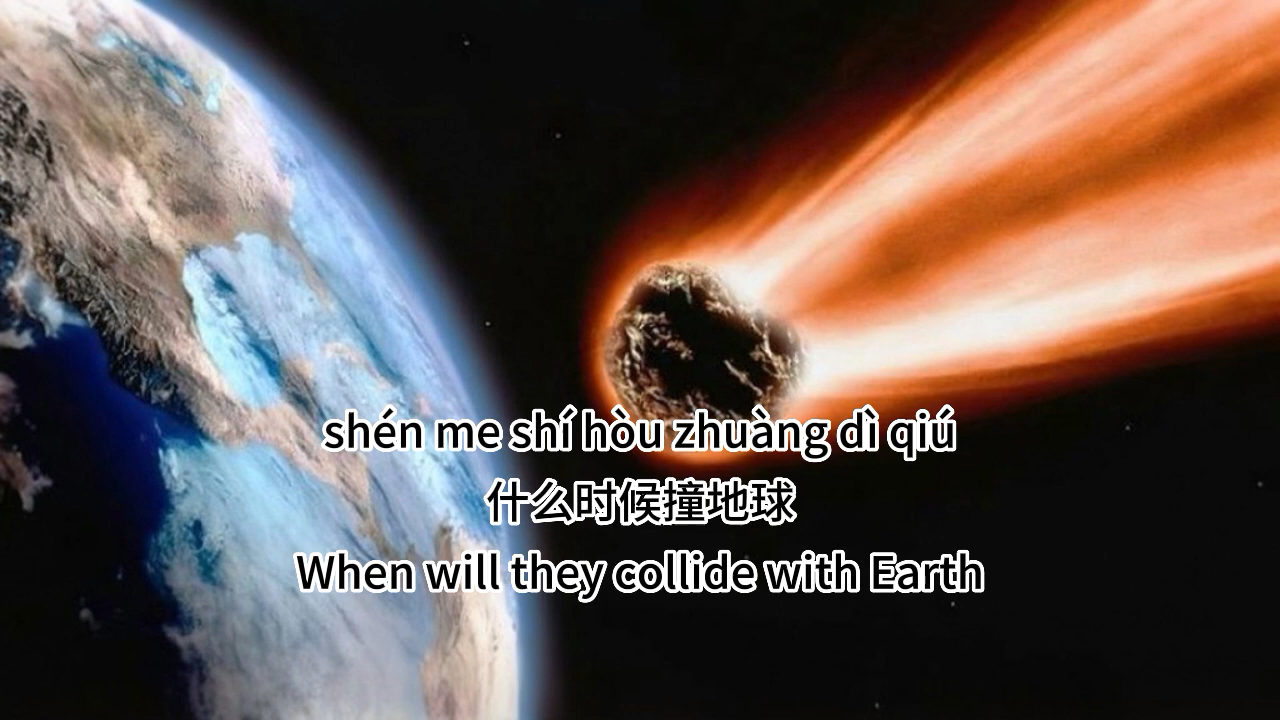 shén me shí hòu zhuàng dì qiú
什么时候撞地球
When will they collide with Earth